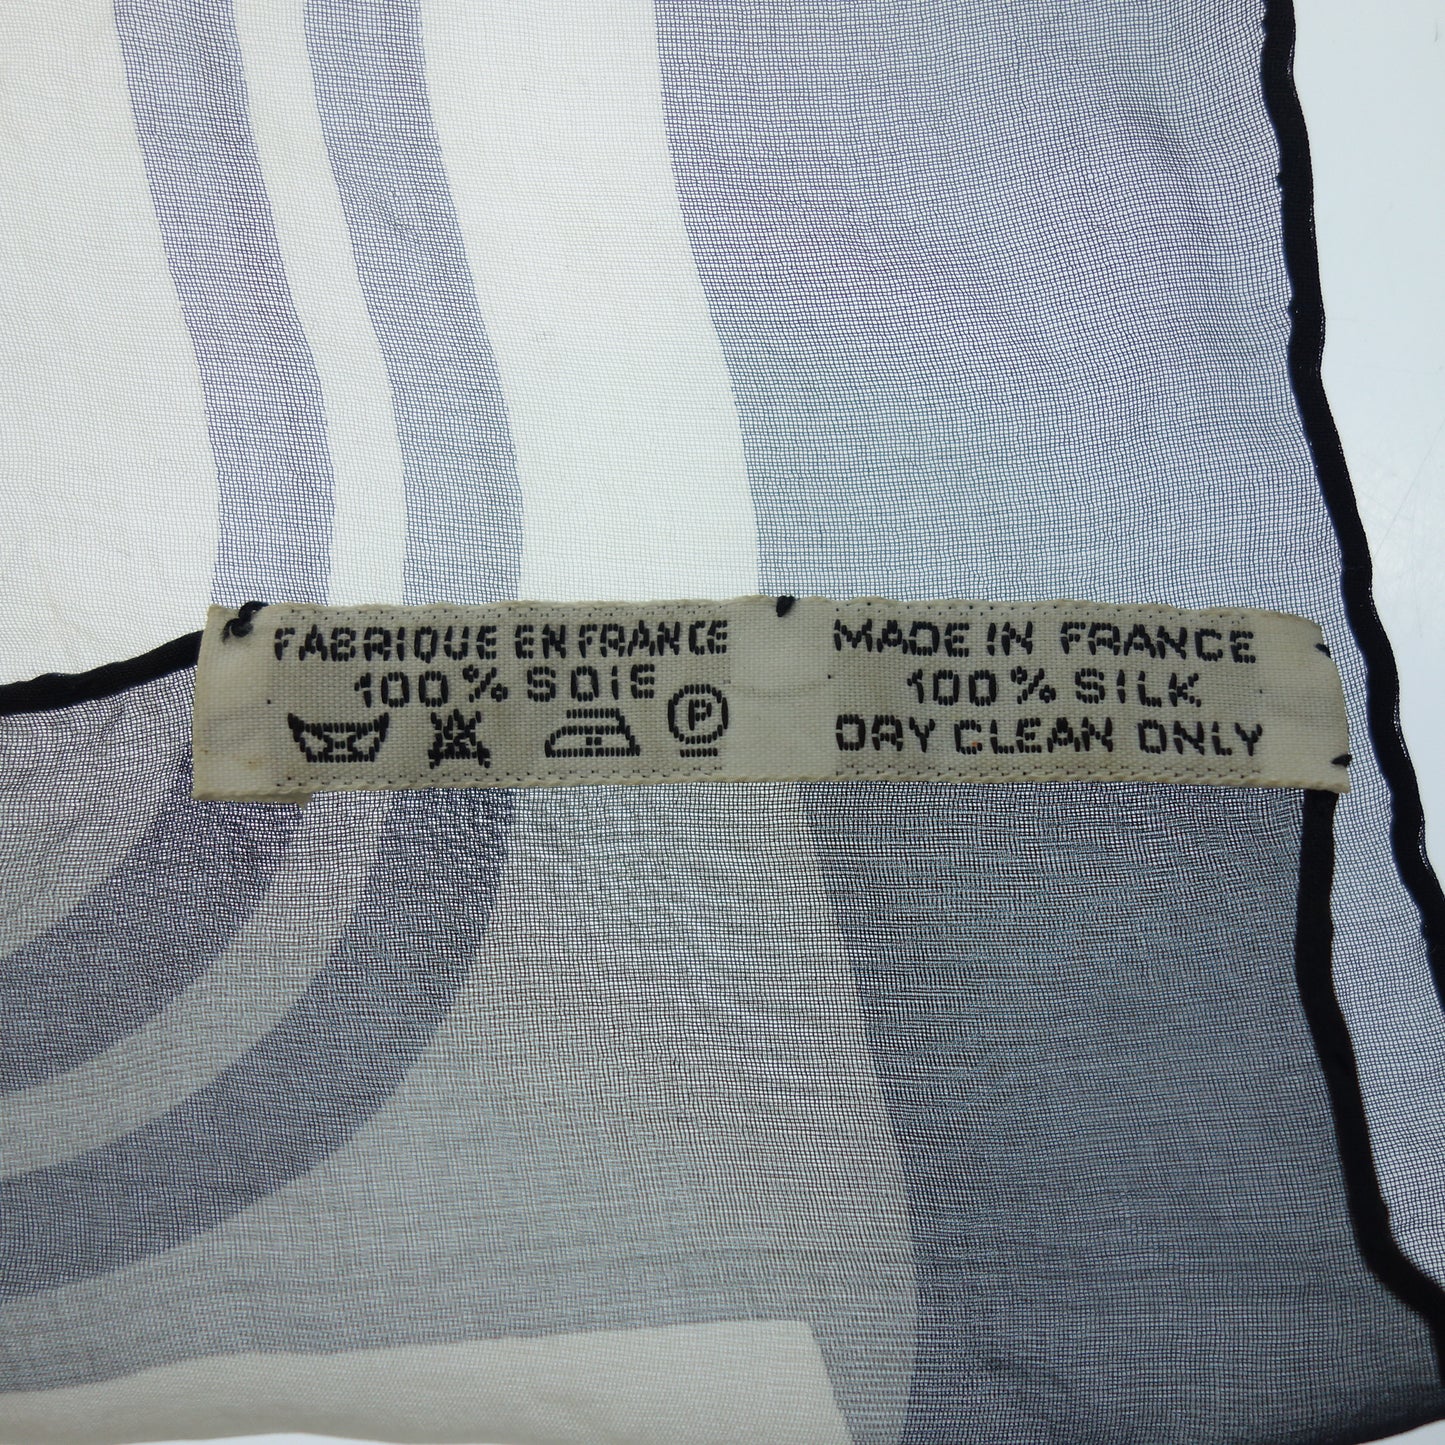 FABRIQUE EN FRANCE
100% SOIE
P
MADE IN FRANCE
100% SILK
DRY CLEAN ONLY